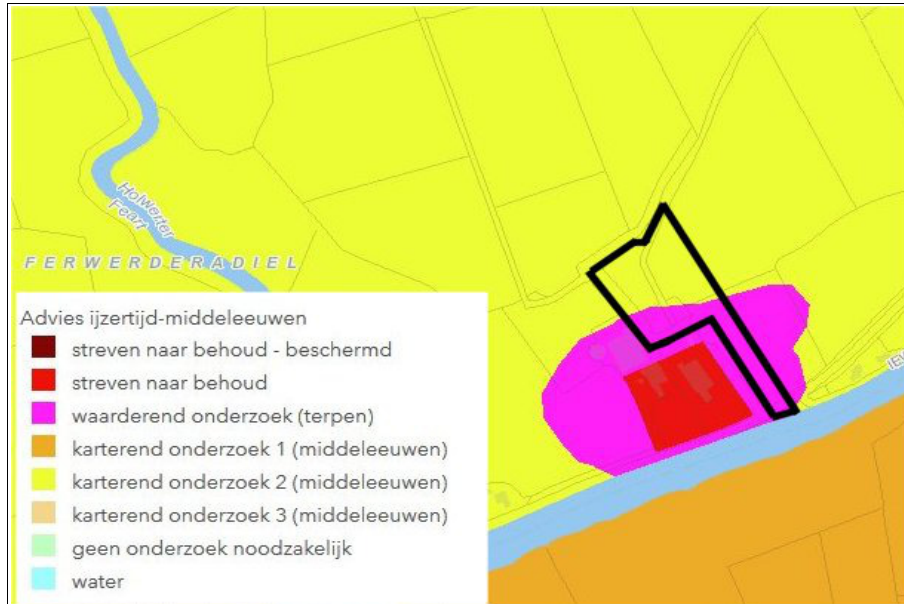 Holwerter
Feart
FERWERDERADIEL
IEW
Advies ijzertijd-middeleeuwen
streven naar behoud - beschermd
streven naar behoud
waarderend onderzoek (terpen)
karterend onderzoek 1 (middeleeuwen)
karterend onderzoek 2 (middeleeuwen)
karterend onderzoek 3 (middeleeuwen)
geen onderzoek noodzakelijk
water